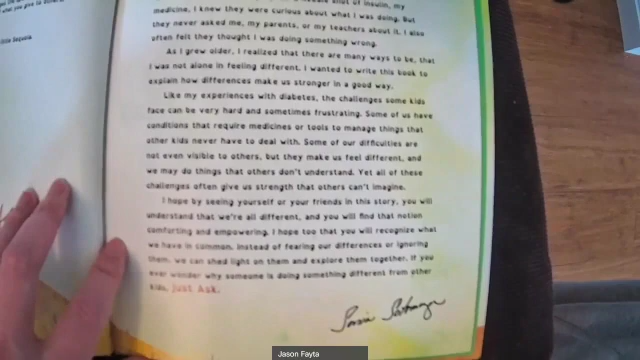 shot of insulin, my
medicine, I knew they were curious about what I was doing. But
they never asked me, my parents, or my teachers about it. I also
often felt they thought I was doing something wrong.
As I grew older, I realized that there are many ways to be, that
I was not alone in feeling different. I wanted to write this book to
explain how differences make us stronger in a good way.
Like my experiences with diabetes, the challenges some kids
face can be very hard and sometimes frustrating. Some of us have
conditions that require medicines or tools to manage things that
other kids never have to deal with. Some of our difficulties are
not even visible to others, but they make us feel different, and
we may do things that others don't understand. Yet all of these
challenges often give us strength that others can't imagine.
I hope by seeing yourself or your friends in this story, you will
understand that we're all different, and you will find that notion
comforting and empowering. I hope too that you will recognize what
we have in common. Instead of fearing our differences or ignoring
them, we can shed light on them and explore them together. If you
ever wonder why someone is doing something different from other
kids, Just Ask.
Jason Fayta